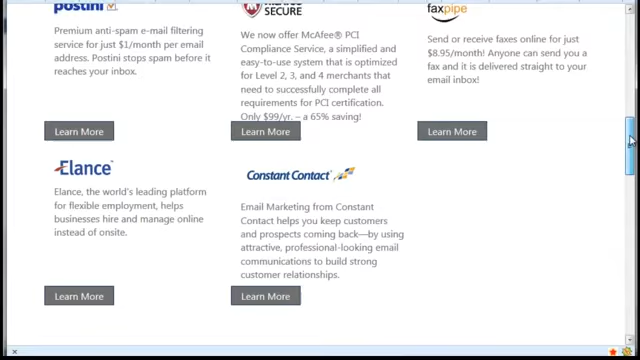 postini
McAfee
SECURE
faxpipe
Premium anti-spam e-mail filtering
service for just $1/month per email
address. Postini stops spam before it
reaches your inbox.
We now offer McAfee® PCI
Compliance Service, a simplified and
easy-to-use system that is optimized
for Level 2, 3, and 4 merchants that
need to successfully complete all
requirements for PCI certification.
Only $99/yr. – a 65% saving!
Send or receive faxes online for just
$8.95/month! Anyone can send you a
fax and it is delivered straight to your
email inbox!
Learn More
Learn More
Learn More
Elance™
Constant Contact®
Elance, the world's leading platform
for flexible employment, helps
businesses hire and manage online
instead of onsite.
Email Marketing from Constant
Contact helps you keep customers
and prospects coming back—by using
attractive, professional-looking email
communications to build strong
customer relationships.
Learn More
Learn More